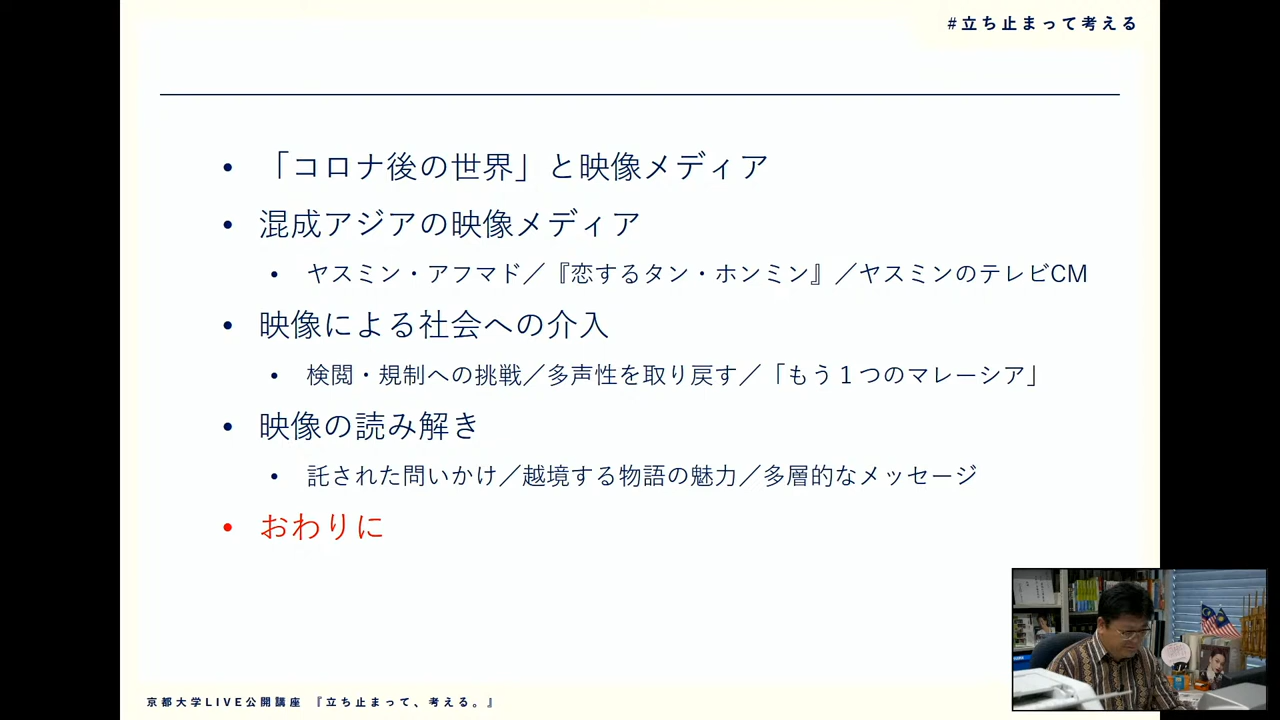 #立ち止まって考える
• 「コロナ後の世界」と映像メディア
• 混成アジアの映像メディア
• ヤスミン・アフマド／『恋するタン・ホンミン』／ヤスミンのテレビCM
• 映像による社会への介入
• 検閲・規制への挑戦／多声性を取り戻す／「もう１つのマレーシア」
• 映像の読み解き
• 託された問いかけ／越境する物語の魅力／多層的なメッセージ
• おわりに
京都大学LIVE公開講座 『立ち止まって、考える。』